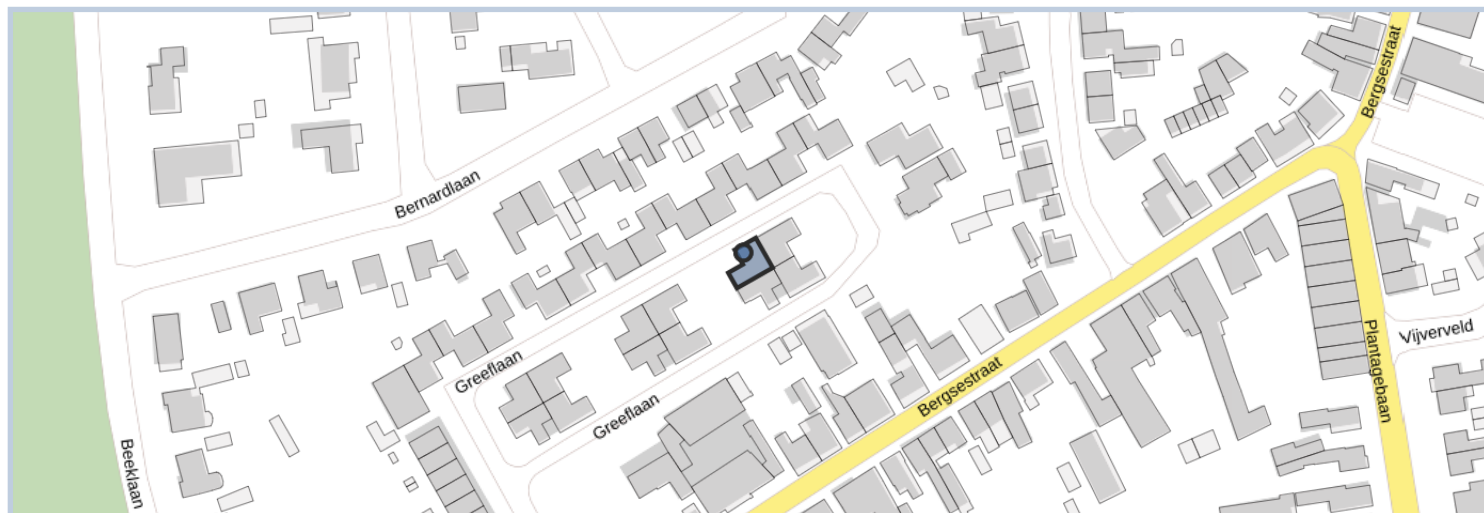 Bergsestraat
Bernardlaan
Vijverveld
Greeflaan
Plantagebaan
Bergsestraat
Greeflaan
Beeklaan